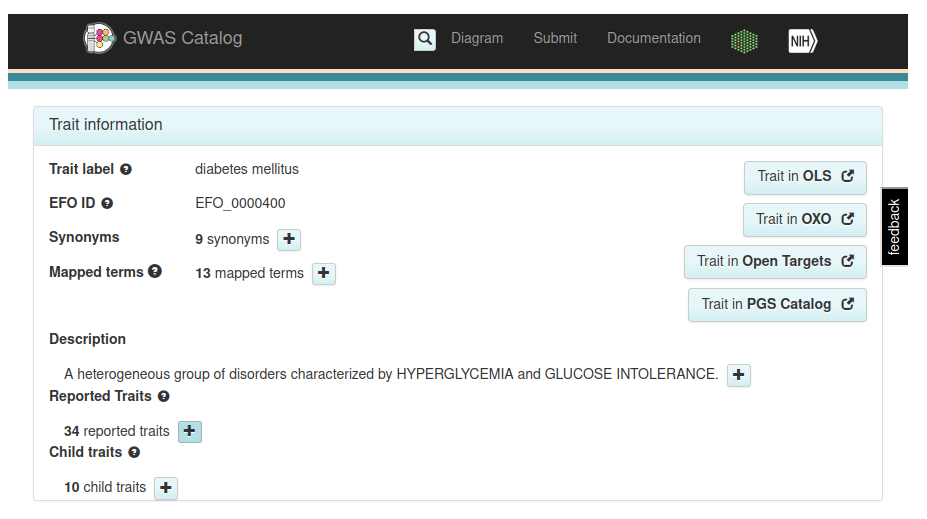 GWAS Catalog Diagram Submit Documentation NIH
Trait information
Trait label diabetes mellitus Trait in OLS
EFO ID EFO_0000400 Trait in OXO
Synonyms 9 synonyms +
Mapped terms 13 mapped terms + Trait in Open Targets
Trait in PGS Catalog
feedback
Description
A heterogeneous group of disorders characterized by HYPERGLYCEMIA and GLUCOSE INTOLERANCE. +
Reported Traits
34 reported traits +
Child traits
10 child traits +